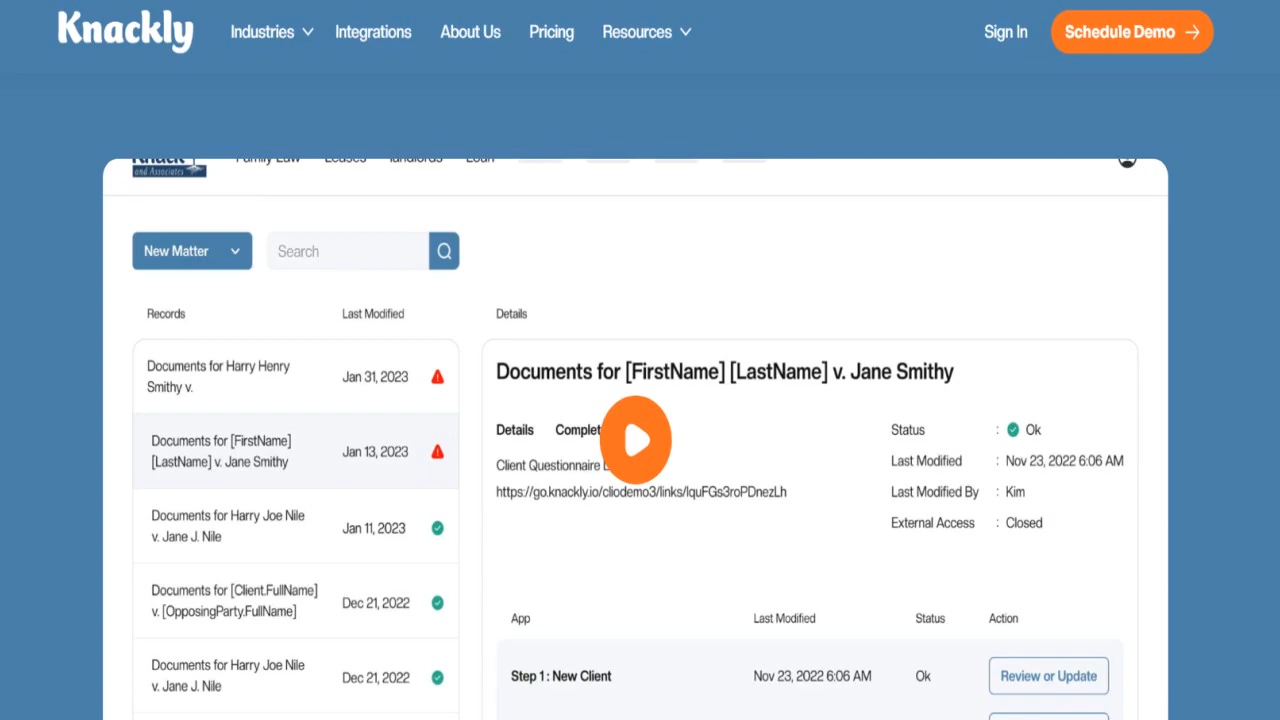 Knackly
Industries
Integrations
About Us
Pricing
Resources
Sign In
Schedule Demo
Knack
and Associates
Family Law
Leases
landlords
Loan
New Matter
Search
Records
Last Modified
Details
Documents for Harry Henry
Smithy v.
Jan 31, 2023
Documents for [FirstName]
[LastName] v. Jane Smithy
Jan 13, 2023
Documents for Harry Joe Nile
v. Jane J. Nile
Jan 11, 2023
Documents for [Client.FullName]
v. [OpposingParty.FullName]
Dec 21, 2022
Documents for Harry Joe Nile
v. Jane J. Nile
Dec 21, 2022
Documents for [FirstName] [LastName] v. Jane Smithy
Details
Complet
Client Questionnaire
https://go.knackly.io/cliodemo3/links/lquFGs3roPDnezLh
Status : Ok
Last Modified : Nov 23, 2022 6:06 AM
Last Modified By : Kim
External Access : Closed
App
Last Modified
Status
Action
Step 1 : New Client
Nov 23, 2022 6:06 AM
Ok
Review or Update